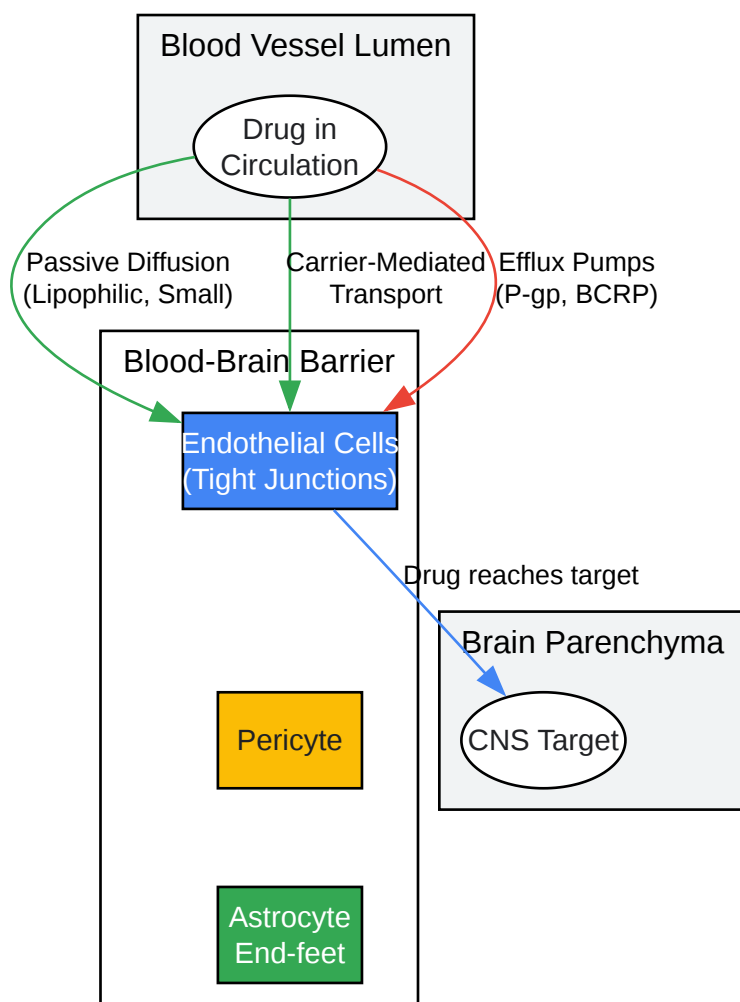 Blood Vessel Lumen
Drug in
Circulation
Passive Diffusion
(Lipophilic, Small)
Carrier-Mediated
Transport
Efflux Pumps
(P-gp, BCRP)
Blood-Brain Barrier
Endothelial Cells
(Tight Junctions)
Drug reaches target
Brain Parenchyma
CNS Target
Pericyte
Astrocyte
End-feet